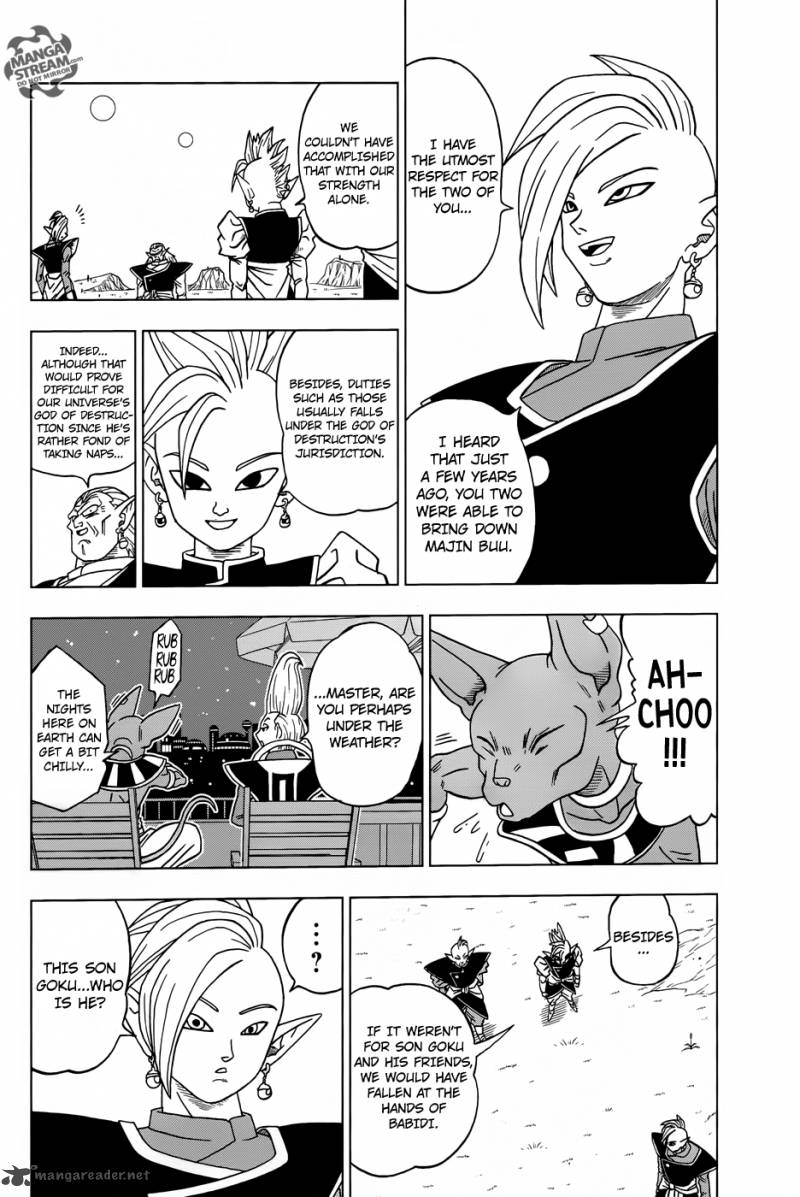 MANGA
STREAM.com
DO NOT MIRROR
I HAVE
THE UTMOST
RESPECT FOR
THE TWO OF
YOU...
I HEARD
THAT JUST
A FEW YEARS
AGO, YOU TWO
WERE ABLE TO
BRING DOWN
MAJIN BUU.
WE
COULDN'T HAVE
ACCOMPLISHED
THAT WITH OUR
STRENGTH
ALONE.
BESIDES, DUTIES
SUCH AS THOSE
USUALLY FALLS
UNDER THE GOD OF
DESTRUCTION'S
JURISDICTION.
INDEED...
ALTHOUGH THAT
WOULD PROVE
DIFFICULT FOR
OUR UNIVERSE'S
GOD OF DESTRUC-
TION SINCE HE'S
RATHER FOND OF
TAKING NAPS...
AH-
CHOO
!!!
...MASTER, ARE
YOU PERHAPS
UNDER THE
WEATHER?
RUB
RUB
RUB
THE
NIGHTS
HERE ON
EARTH CAN
GET A BIT
CHILLY...
BESIDES
...
IF IT WEREN'T
FOR SON GOKU
AND HIS FRIENDS,
WE WOULD HAVE
FALLEN AT
THE HANDS OF
BABIDI.
...?
THIS SON
GOKU...WHO
IS HE?
mangareader.net